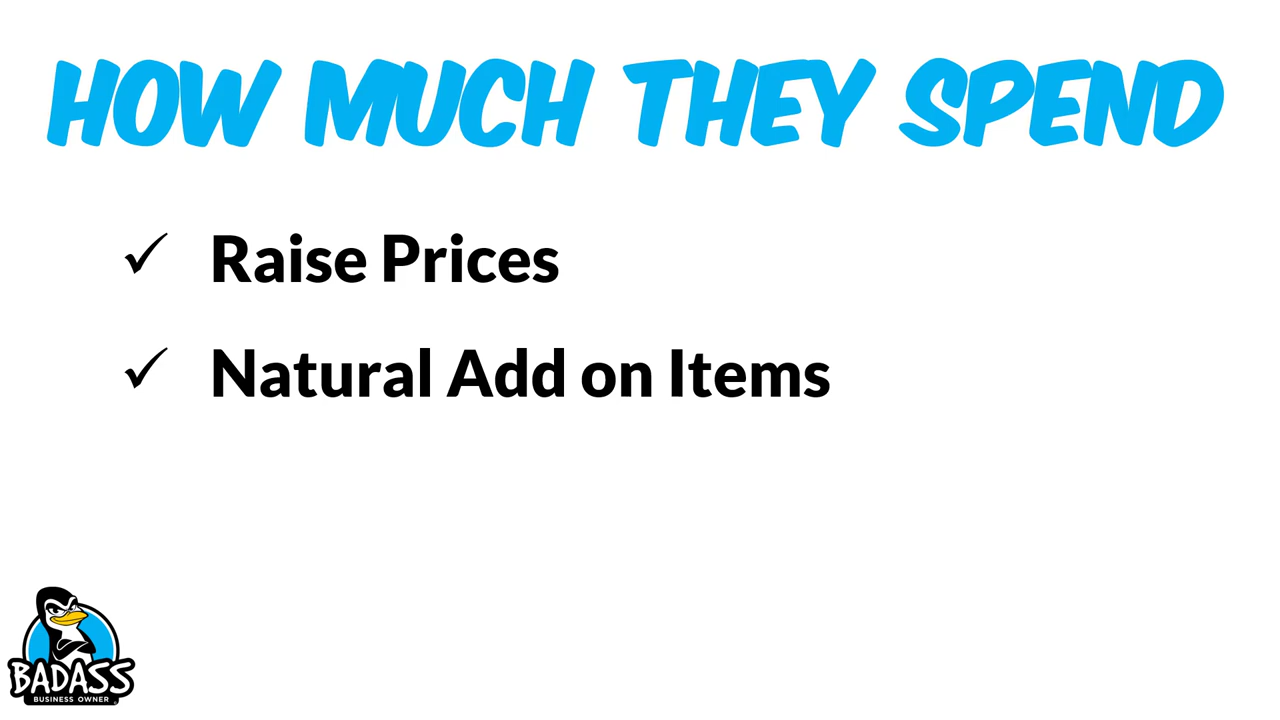 HOW MUCH THEY SPEND
✓ Raise Prices
✓ Natural Add on Items
BADASS
BUSINESS OWNER